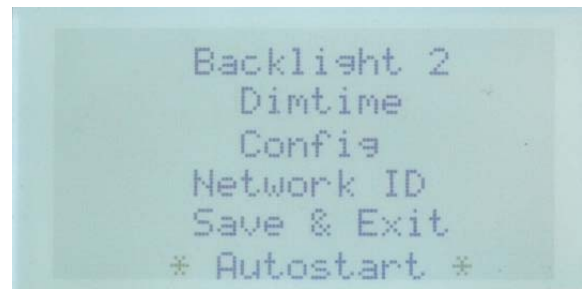 Backlight 2
Dimtime
Config
Network ID
Save & Exit
* Autostart *